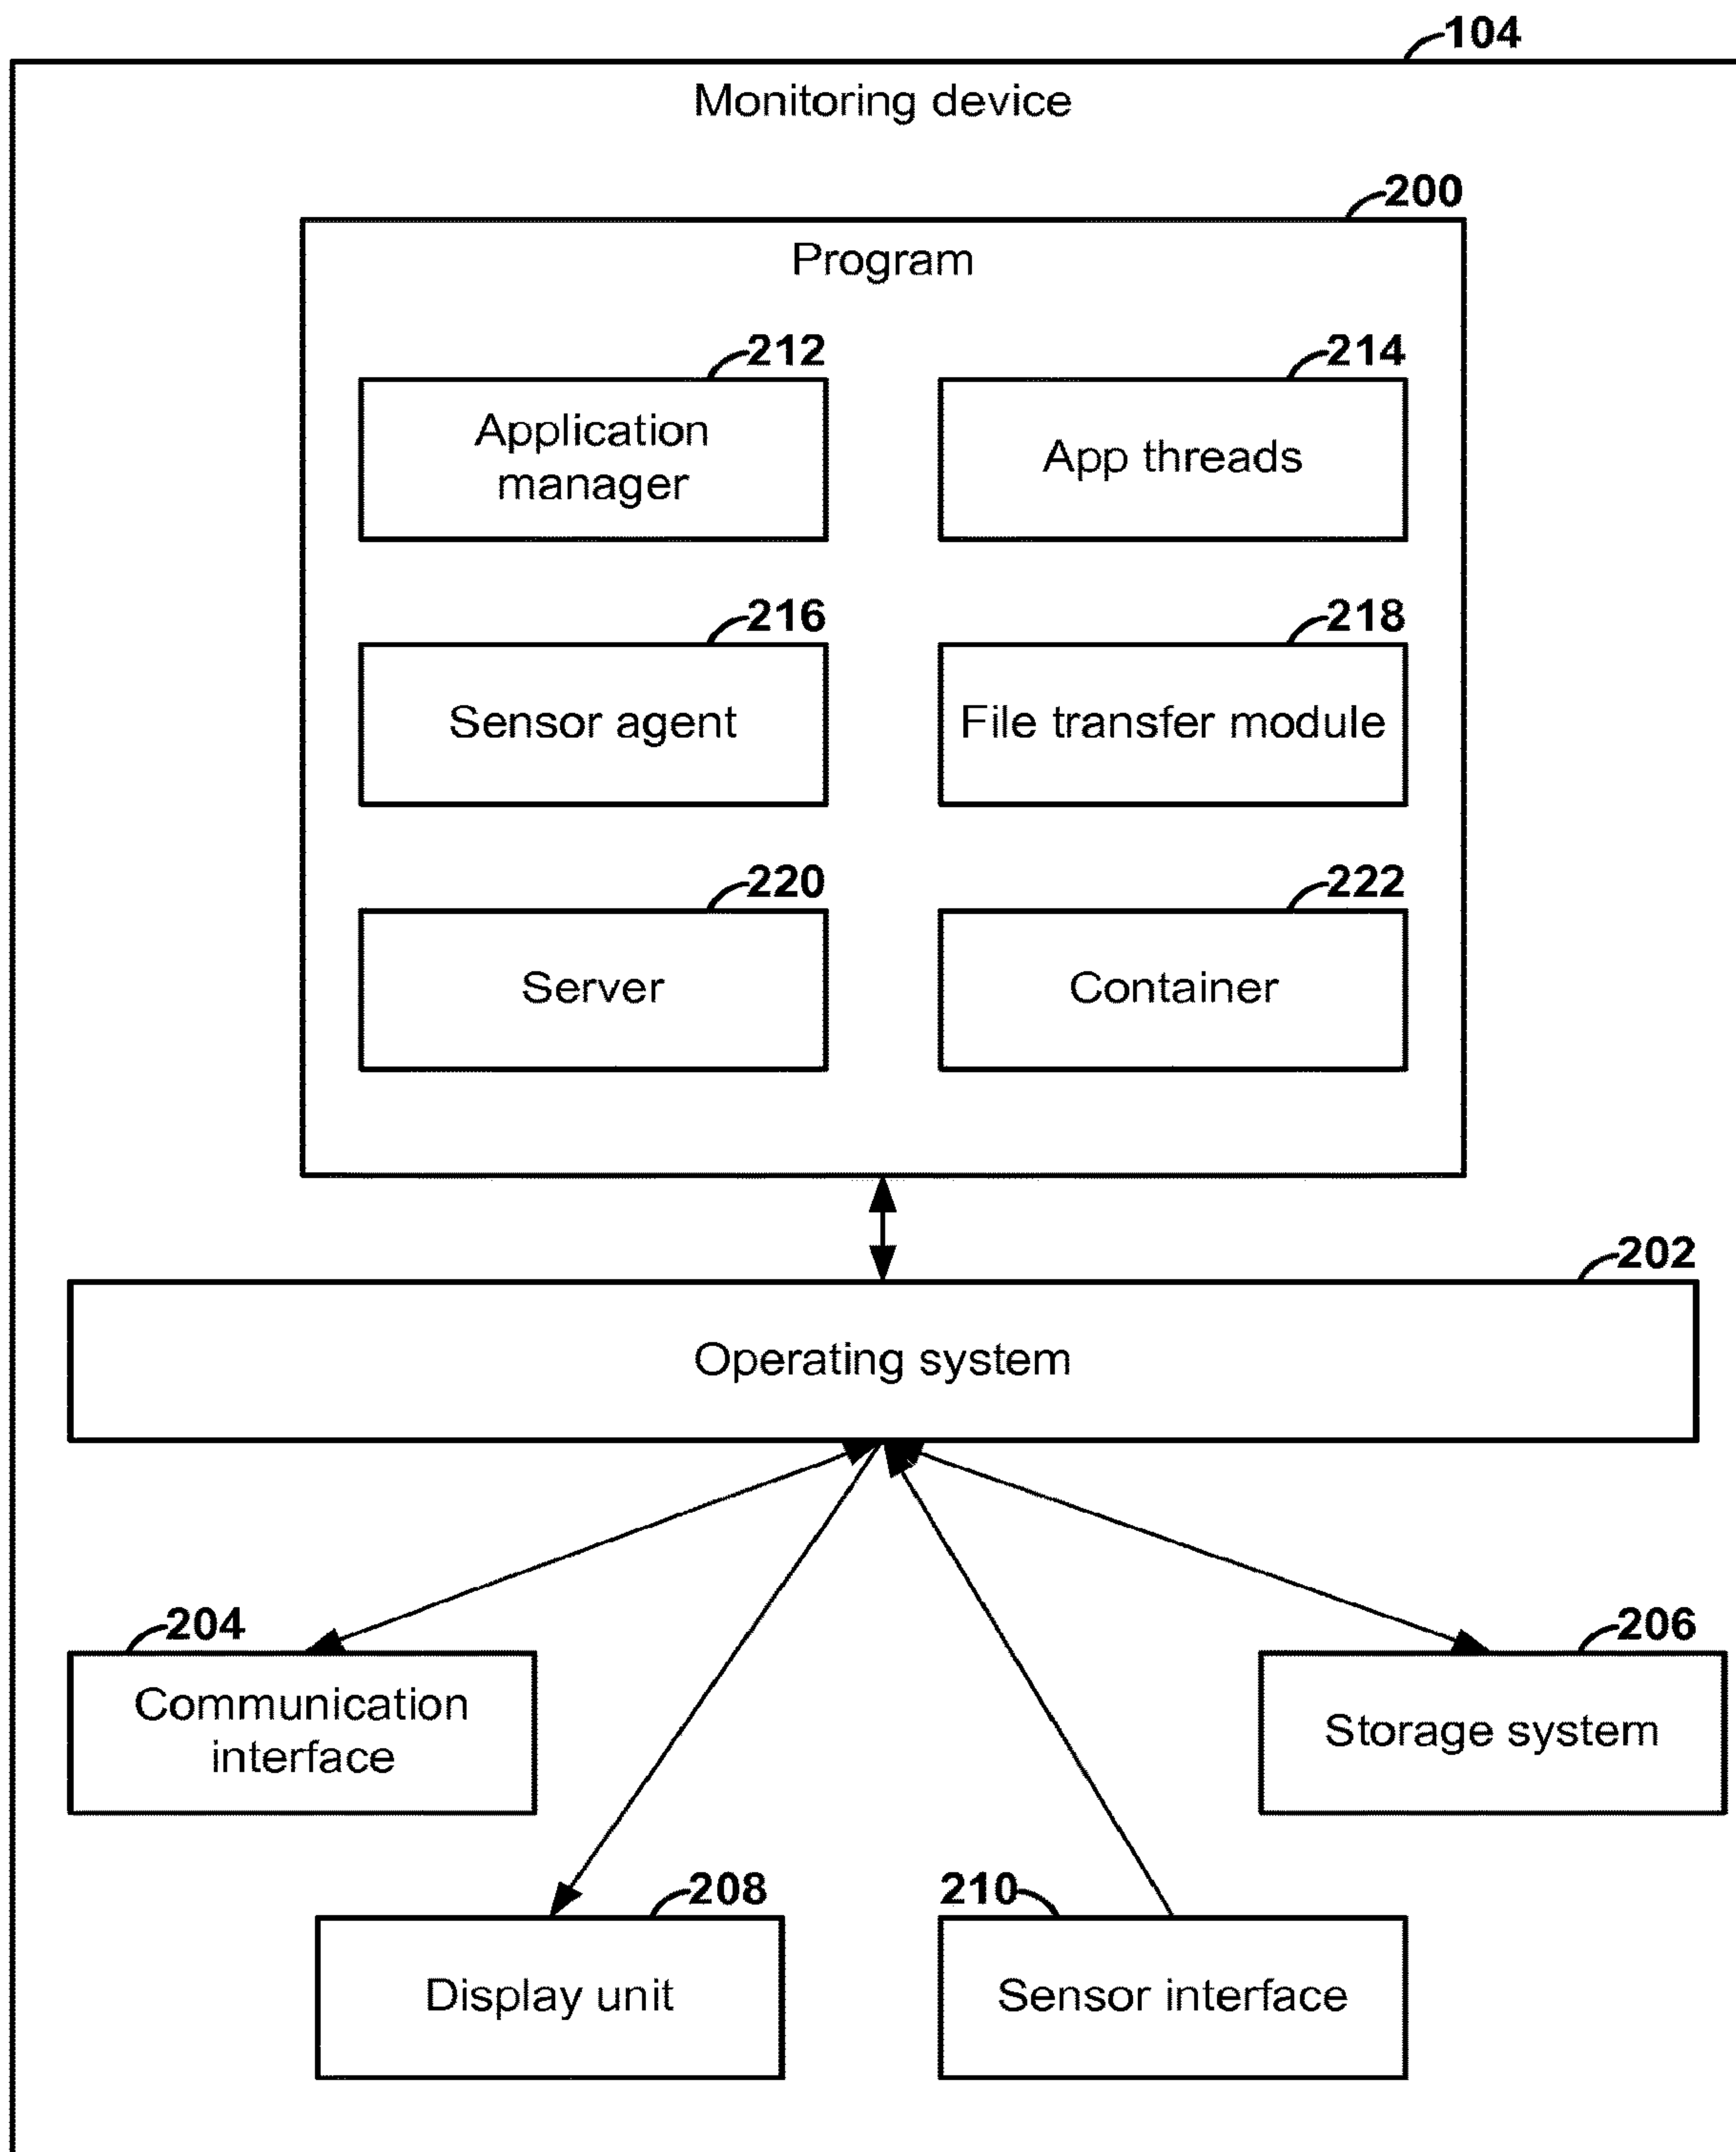 104
Monitoring device
200
Program
212
Application
manager
214
App threads
216
Sensor agent
218
File transfer module
220
Server
222
Container
202
Operating system
204
Communication
interface
206
Storage system
208
Display unit
210
Sensor interface